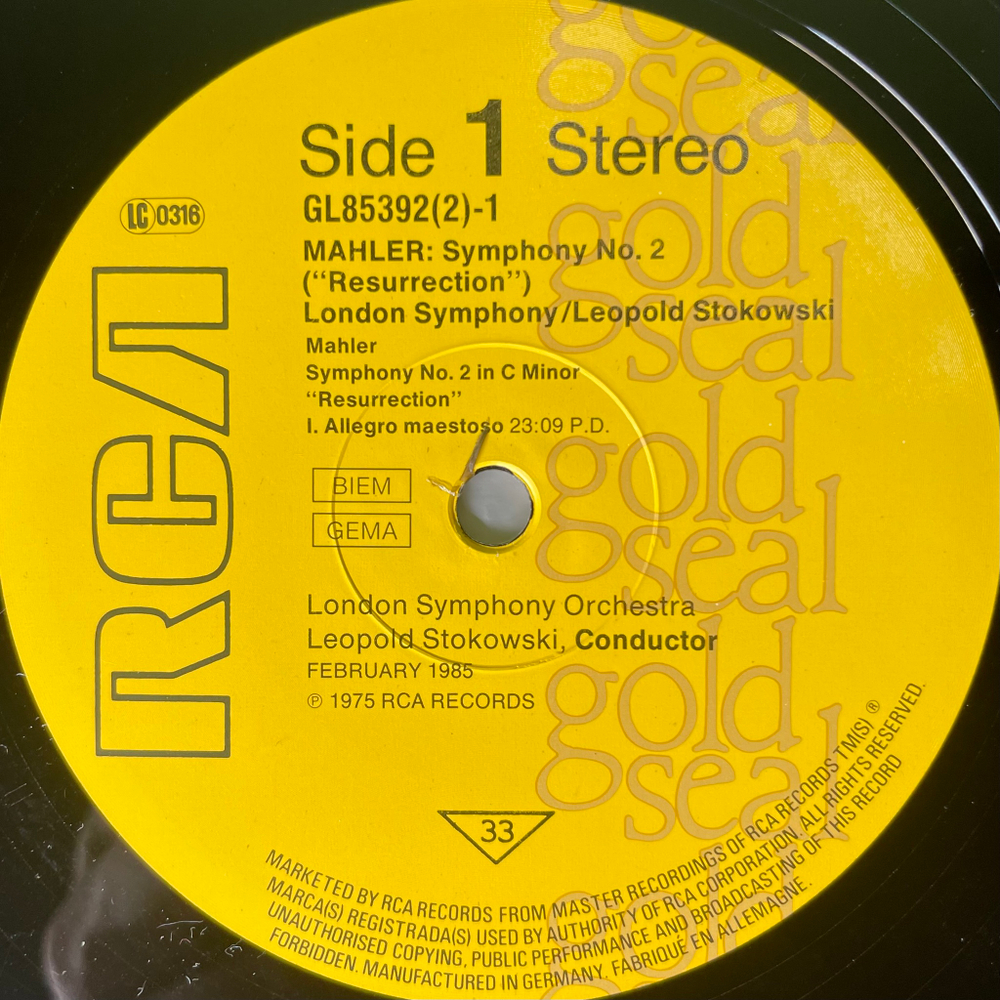 Side 1 Stereo
LC 0316
GL85392(2)-1
MAHLER: Symphony No. 2
(“Resurrection”)
London Symphony/Leopold Stokowski
Mahler
Symphony No. 2 in C Minor
“Resurrection”
I. Allegro maestoso 23:09 P.D.
BIEM
GEMA
London Symphony Orchestra
Leopold Stokowski, Conductor
FEBRUARY 1985
℗ 1975 RCA RECORDS
33
RCA
gold
seal
gold
seal
gold
seal
gold
seal
gold
MARKETED BY RCA RECORDS FROM MASTER RECORDINGS OF RCA RECORDS TM(S) ®
MARCA(S) REGISTRADA(S) USED BY AUTHORITY OF RCA CORPORATION. ALL RIGHTS RESERVED.
UNAUTHORISED COPYING, PUBLIC PERFORMANCE AND BROADCASTING OF THIS RECORD
FORBIDDEN. MANUFACTURED IN GERMANY. FABRIQUÉ EN ALLEMAGNE.